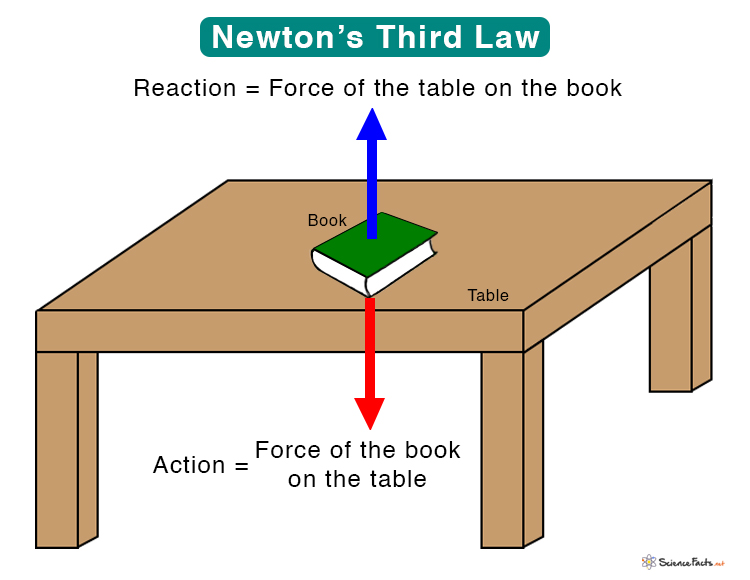 Newton's Third Law
Reaction = Force of the table on the book
Book
Table
Action = Force of the book
on the table
ScienceFacts.net